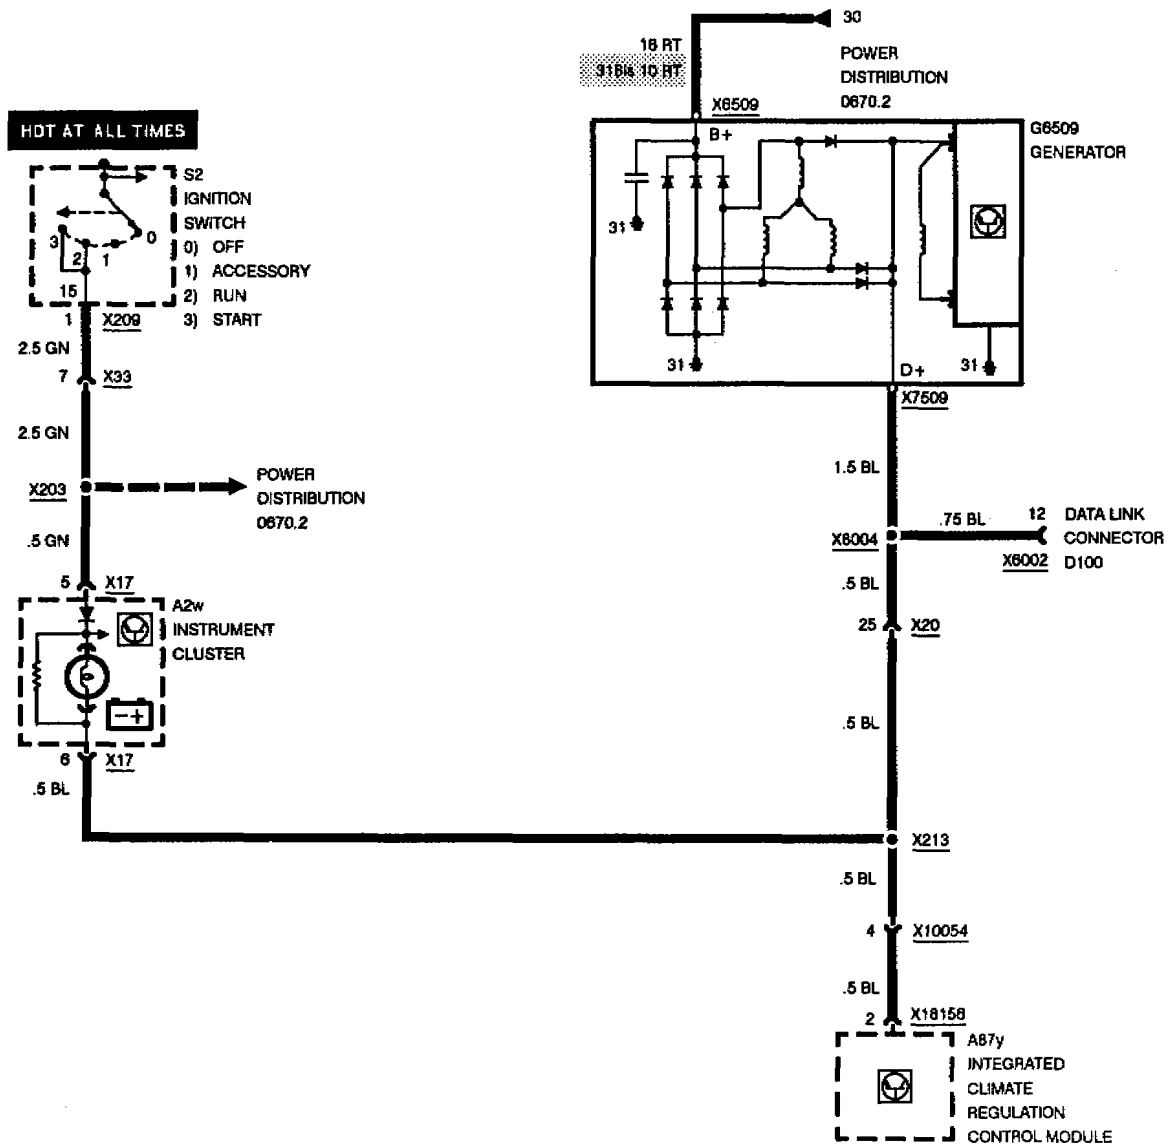 30
16 RT
318is 10 RT
POWER
DISTRIBUTION
0670.2
X6509
HOT AT ALL TIMES
B+
G6509
GENERATOR
S2
IGNITION
SWITCH
0) OFF
1) ACCESSORY
2) RUN
3) START
3
2
1
0
31
15
1
X209
2.5 GN
31
31
D+
7
X33
X7509
2.5 GN
1.5 BL
X203
POWER
DISTRIBUTION
0670.2
.75 BL
12
DATA LINK
CONNECTOR
D100
X6004
X6002
.5 GN
.5 BL
5
X17
A2w
INSTRUMENT
CLUSTER
25
X20
– +
.5 BL
6
X17
.5 BL
X213
.5 BL
4
X10054
.5 BL
2
X18158
A87y
INTEGRATED
CLIMATE
REGULATION
CONTROL MODULE